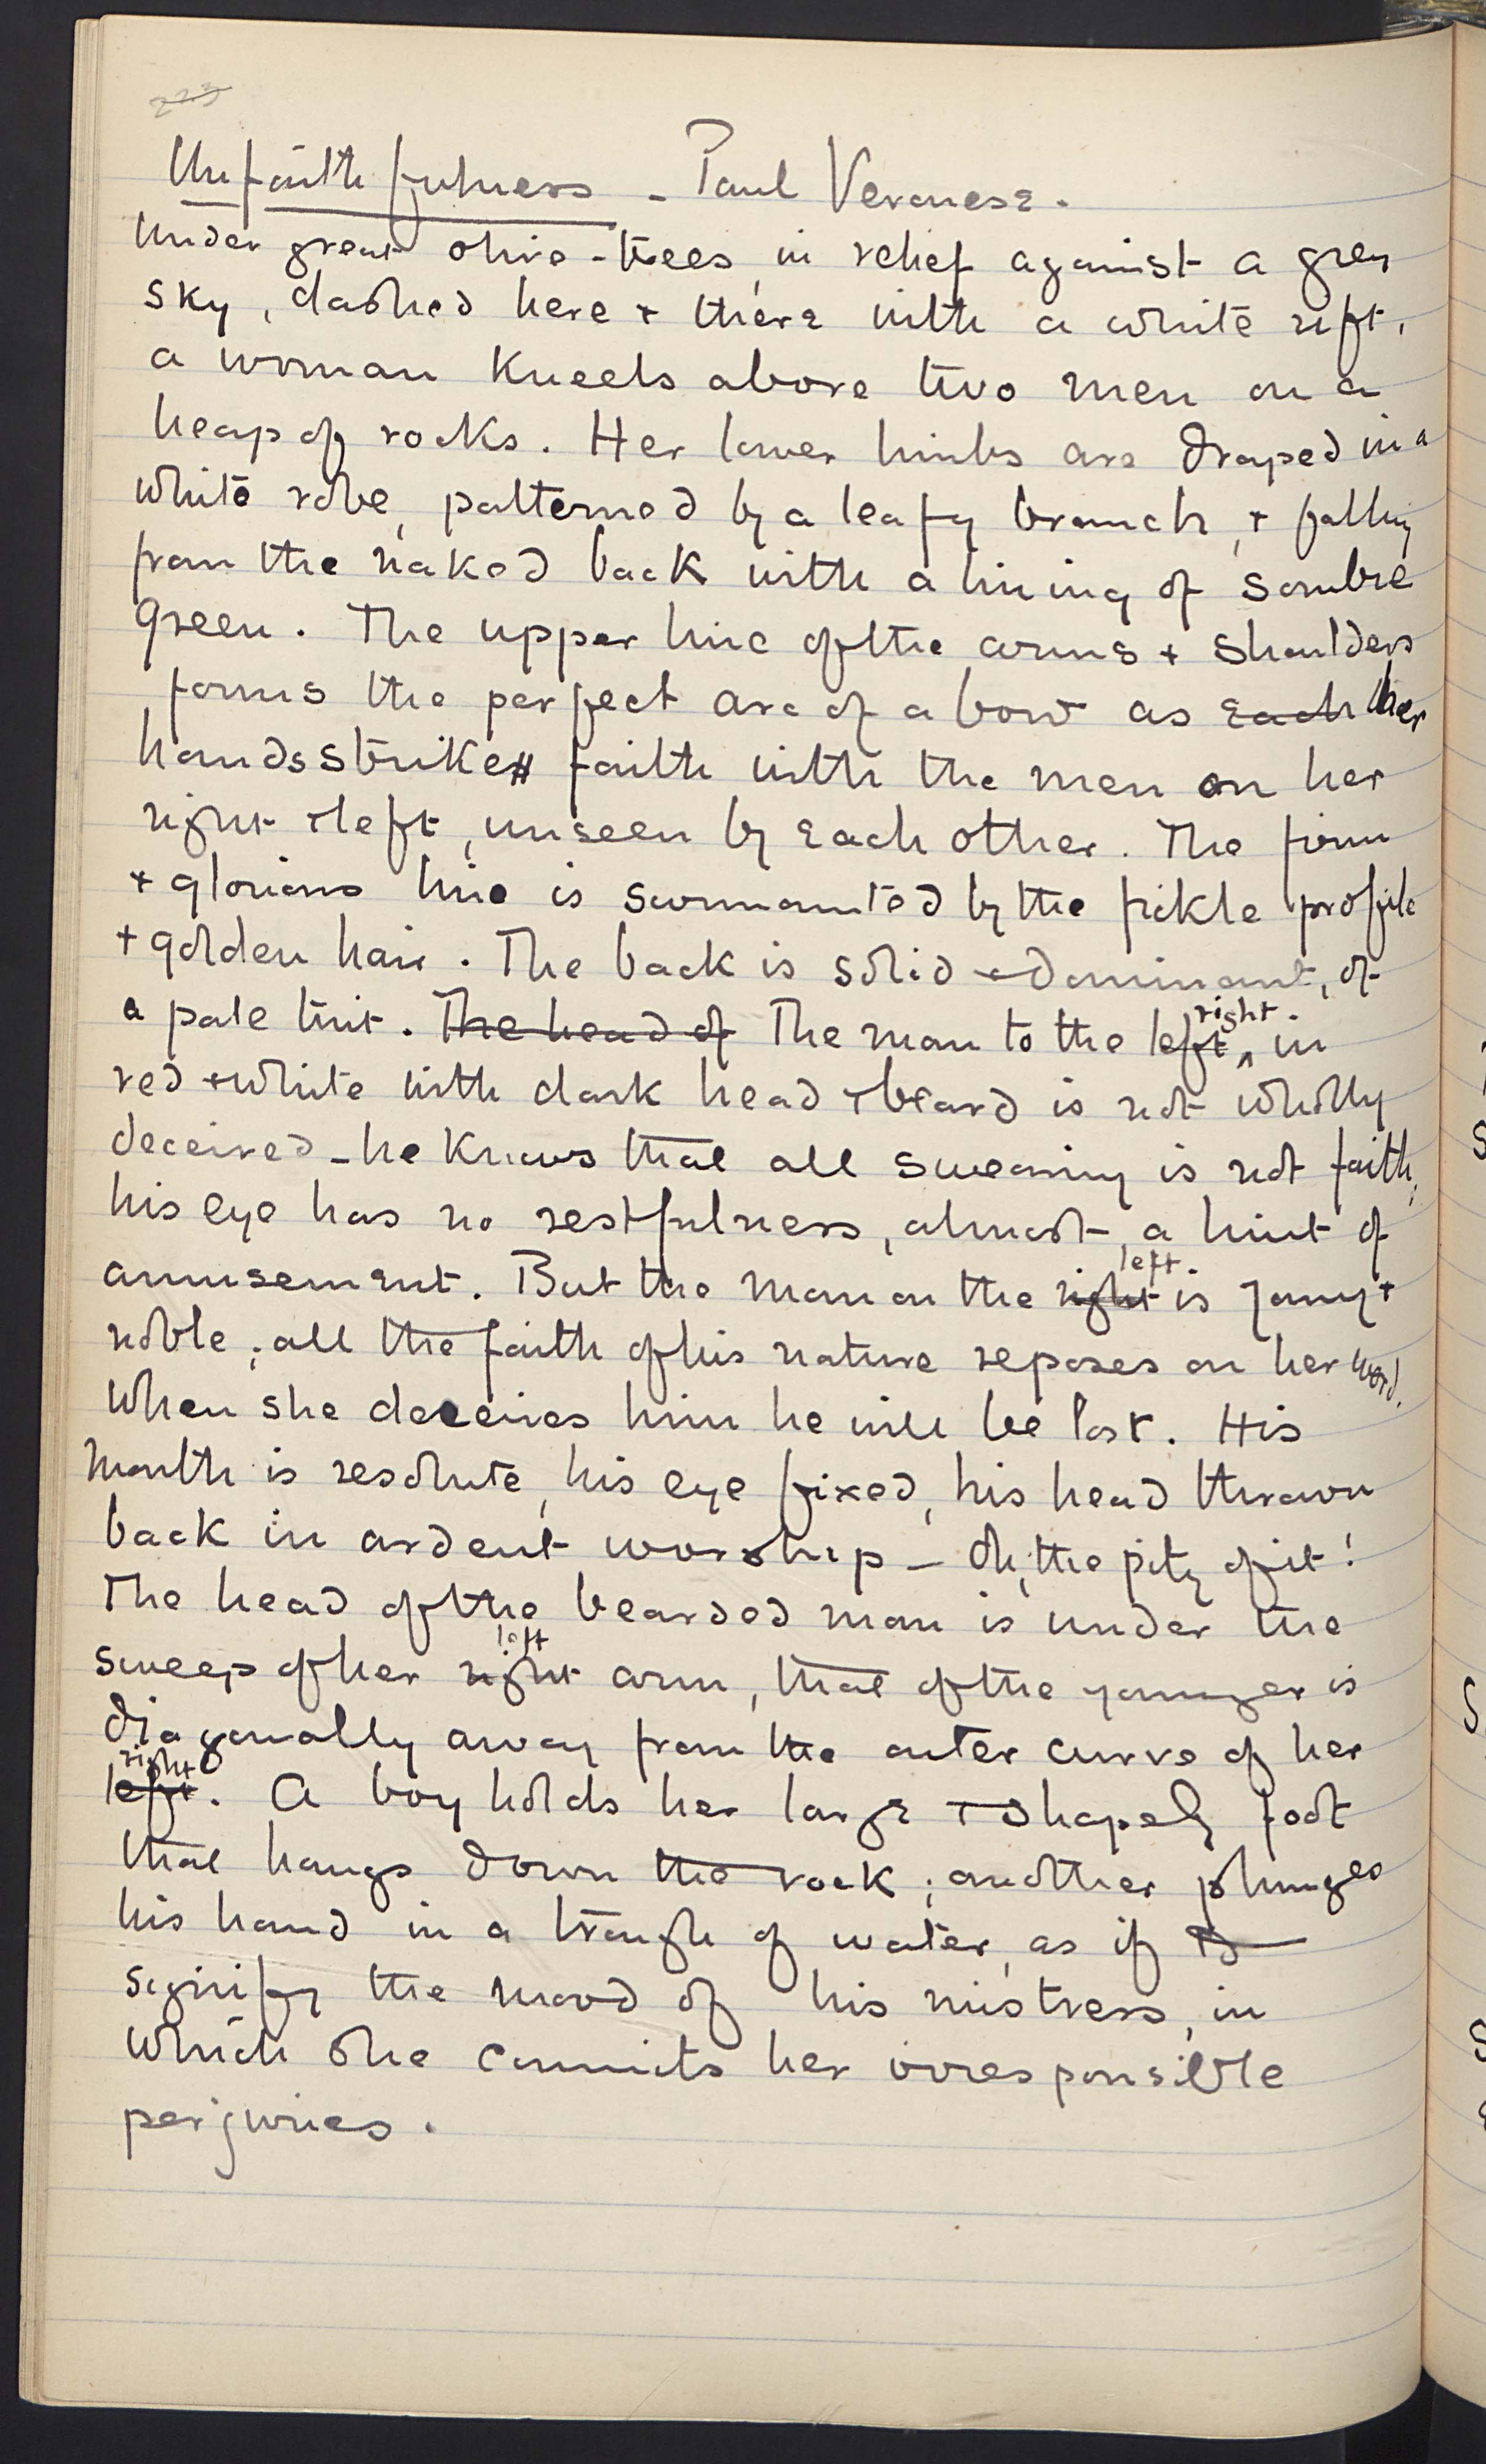 223
Unfaithfulness - Paul Veronese.
Under great olive-trees, in relief against a grey
sky, dashed here + there with a white rift,
a woman kneels above two men on a
heap of rocks. Her lower limbs are draped in a
white robe, patterned by a leafy branch, + falling
from the naked back with a lining of sombre
green. The upper line of the arms + shoulders
forms the perfect arc of a bow as each her
hands strikes faith with the men on her
right + left, unseen by each other. The firm
+ glorious line is surmounted by the fickle profile
+ golden hair. The back is solid + dominant, of
a pale tint. The head of The man to the left right. in
red + white with dark head + beard is not wholly
deceived - he knows that all swearing is not faith,
his eye has no restfulness, almost, a hint of
amusement. But the man on the right left. is young +
noble; all the faith of his nature reposes on her word.
When she deceives him he will be lost. His
mouth is resolute, his eye fixed, his head thrown
back in ardent worship - Oh, the pity of it!
The head of the bearded man is under the
sweep of her right left arm, that of the younger is
diagonally away from the outer curve of her
left right. A boy holds her large + shapely foot
that hangs down the rock; another plunges
his hand in a trough of water, as if to
signify the mood of his mistress, in
which she commits her irresponsible
perjuries.